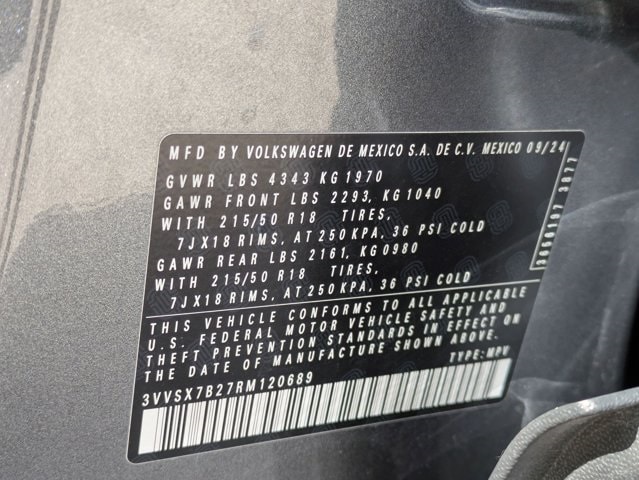 MFD BY VOLKSWAGEN DE MEXICO S.A. DE C.V. MEXICO 09/24
GVWR LBS 4343 KG 1970
GAWR FRONT LBS 2293, KG 1040
WITH 215/50 R18 TIRES,
7JX18 RIMS, AT 250 KPA, 36 PSI COLD
GAWR REAR LBS 2161, KG 0980
WITH 215/50 R18 TIRES,
7JX18 RIMS, AT 250 KPA, 36 PSI COLD
THIS VEHICLE CONFORMS TO ALL APPLICABLE
U.S. FEDERAL MOTOR VEHICLE SAFETY AND
THEFT PREVENTION STANDARDS IN EFFECT ON
THE DATE OF MANUFACTURE SHOWN ABOVE.
TYPE: MPV
3VVSX7B27RM120689